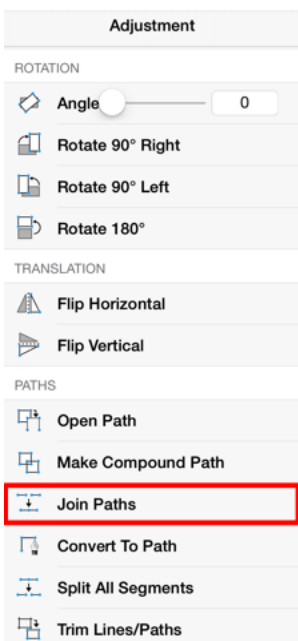 Adjustment
ROTATION
Angle 0
Rotate 90° Right
Rotate 90° Left
Rotate 180°
TRANSLATION
Flip Horizontal
Flip Vertical
PATHS
Open Path
Make Compound Path
Join Paths
Convert To Path
Split All Segments
Trim Lines/Paths